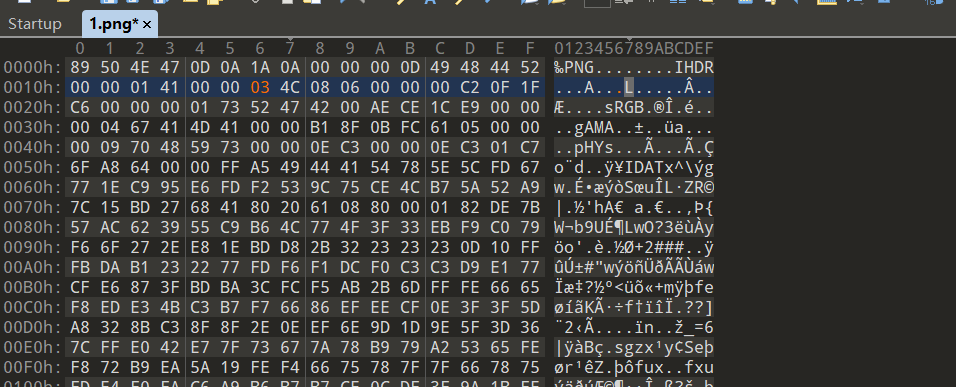 Startup 1.png*
0 1 2 3 4 5 6 7 8 9 A B C D E F 0123456789ABCDEF
0000h: 89 50 4E 47 0D 0A 1A 0A 00 00 00 0D 49 48 44 52 ‰PNG........IHDR
0010h: 00 00 01 41 00 00 03 4C 08 06 00 00 00 C2 0F 1F ...A...L.....Â..
0020h: C6 00 00 00 01 73 52 47 42 00 AE CE 1C E9 00 00 Æ....sRGB.®Î.é..
0030h: 00 04 67 41 4D 41 00 00 B1 8F 0B FC 61 05 00 00 ..gAMA..±..üa...
0040h: 00 09 70 48 59 73 00 00 0E C3 00 00 0E C3 01 C7 ..pHYs...Ã...Ã.Ç
0050h: 6F A8 64 00 00 FF A5 49 44 41 54 78 5E 5C FD 67 o¨d..ÿ¥IDATx^\ýg
0060h: 77 1E C9 95 E6 FD F2 53 9C 75 CE 4C B7 5A 52 A9 w.É•æýòSœuÎL·ZR©
0070h: 7C 15 BD 27 68 41 80 20 61 08 80 00 01 82 DE 7B |.½'hA€ a.€..‚Þ{
0080h: 57 AC 62 39 55 C9 B6 4C 77 4F 3F 33 EB F9 C0 79 W¬b9UÉ¶LwO?3ëùÀy
0090h: F6 6F 27 2E E8 1E BD D8 2B 32 23 23 23 0D 10 FF öo'.è.½Ø+2###..ÿ
00A0h: FB DA B1 23 22 77 FD F6 F1 DC F0 C3 C3 D9 E1 77 ûÚ±#"wýöñÜðÃÃÙáw
00B0h: CF E6 87 3F BD BA 3C FC F5 AB 2B 6D FF FE 66 65 Ïæ‡?½º<üõ«+mÿþfe
00C0h: F8 ED E3 4B C3 B7 F7 66 86 EF EE CF 0E 3F 3F 5D øíãKÃ·÷f†ïîÏ.??]
00D0h: A8 32 8B C3 8F 8F 2E 0E EF 6E 9D 1D 9E 5F 3D 36 ¨2‹Ã....ïn..ž_=6
00E0h: 7C FF E0 42 E7 7F 73 67 7A 78 B9 79 A2 53 65 FE |ÿàBç.sgzx¹y¢Seþ
00F0h: F8 72 B9 EA 5A 19 FE F4 66 75 78 7F 7F 66 78 75 ør¹êZ.þôfux..fxu